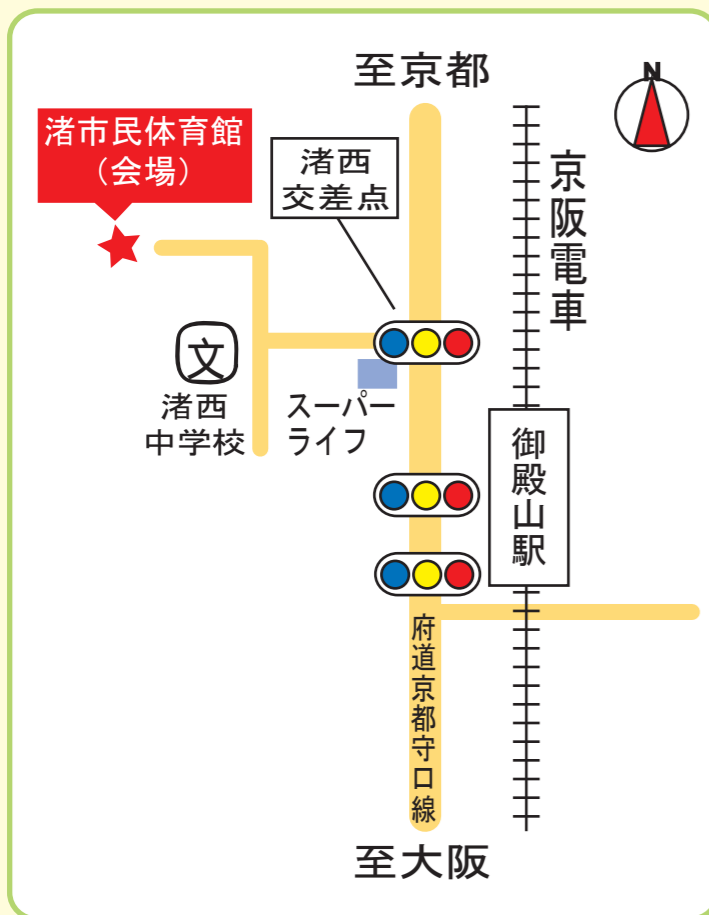 至京都
N
渚市民体育館
（会場）
渚西
交差点
京阪電車
文
渚西
中学校
スーパー
ライフ
御殿山駅
府道京都守口線
至大阪